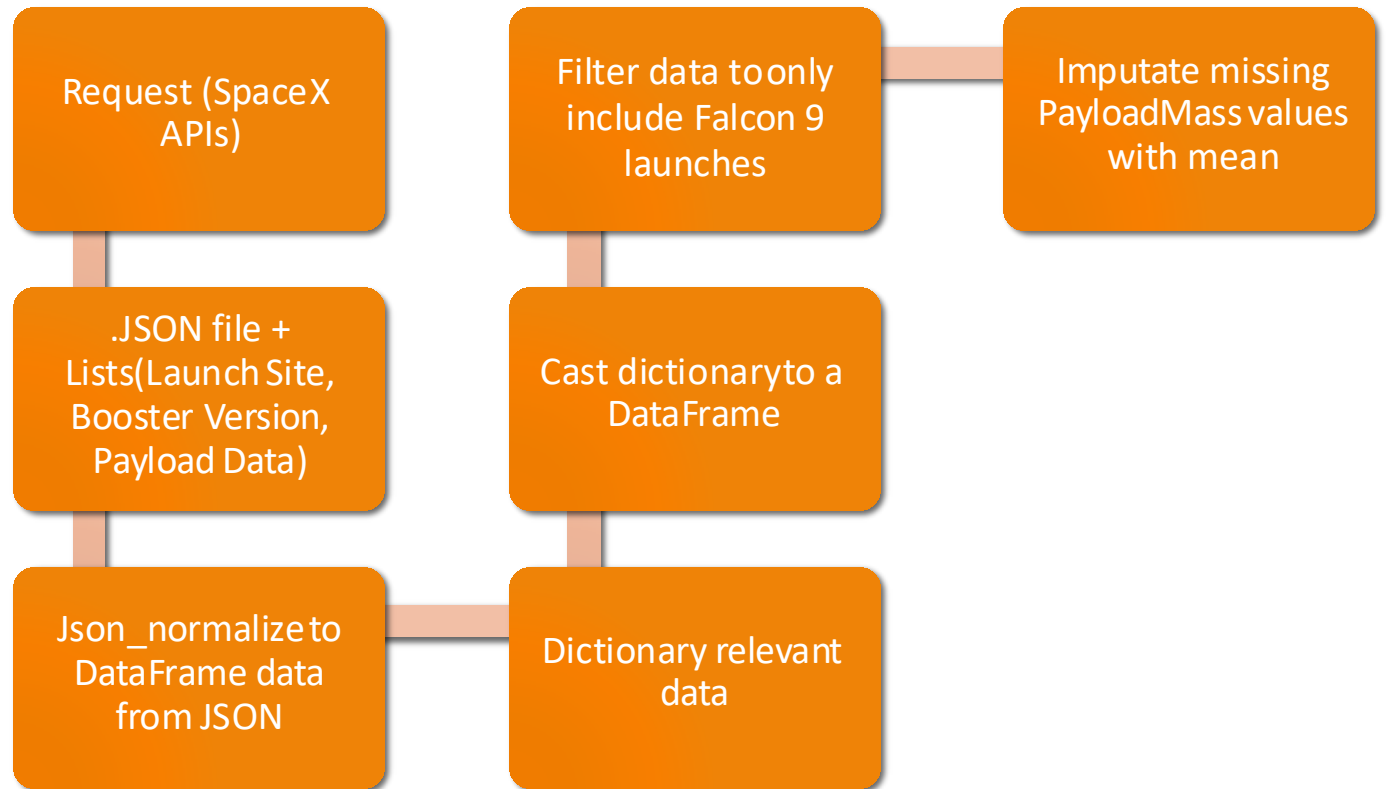 Request (SpaceX
APIs)
.JSON file +
Lists(Launch Site,
Booster Version,
Payload Data)
Json_normalize to
DataFrame data
from JSON
Dictionary relevant
data
Cast dictionary to a
DataFrame
Filter data to only
include Falcon 9
launches
Imputate missing
PayloadMass values
with mean